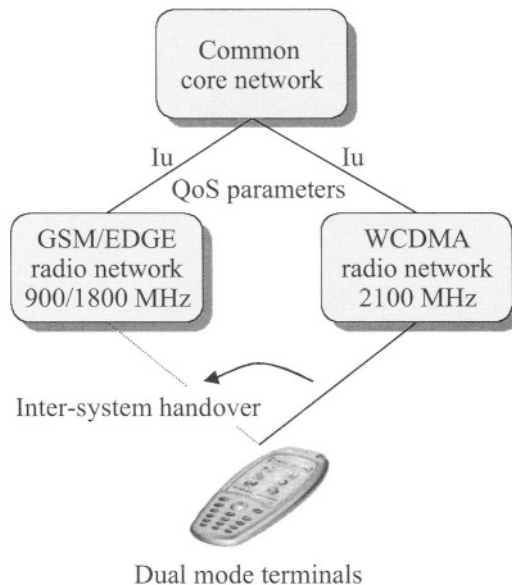 Common
core network
Iu
Iu
QoS parameters
GSM/EDGE
radio network
900/1800 MHz
WCDMA
radio network
2100 MHz
Inter-system handover
Dual mode terminals